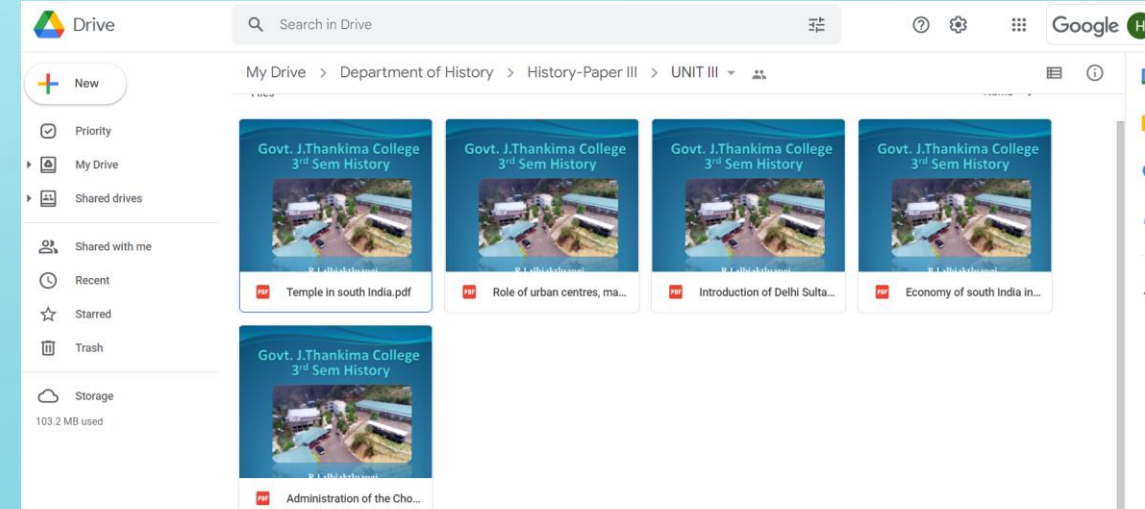 Drive
Search in Drive
Google H
New
My Drive > Department of History > History-Paper III > UNIT III
Priority
My Drive
Shared drives
Shared with me
Recent
Starred
Trash
Storage
103.2 MB used
Govt. J.Thankima College
3rd Sem History
Temple in south India.pdf
Govt. J.Thankima College
3rd Sem History
Role of urban centres, ma...
Govt. J.Thankima College
3rd Sem History
Introduction of Delhi Sulta...
Govt. J.Thankima College
3rd Sem History
Economy of south India in...
Govt. J.Thankima College
3rd Sem History
Administration of the Cho...